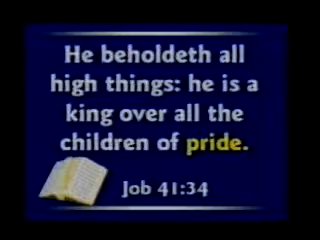 He beholdeth all
high things: he is a
king over all the
children of pride.
Job 41:34